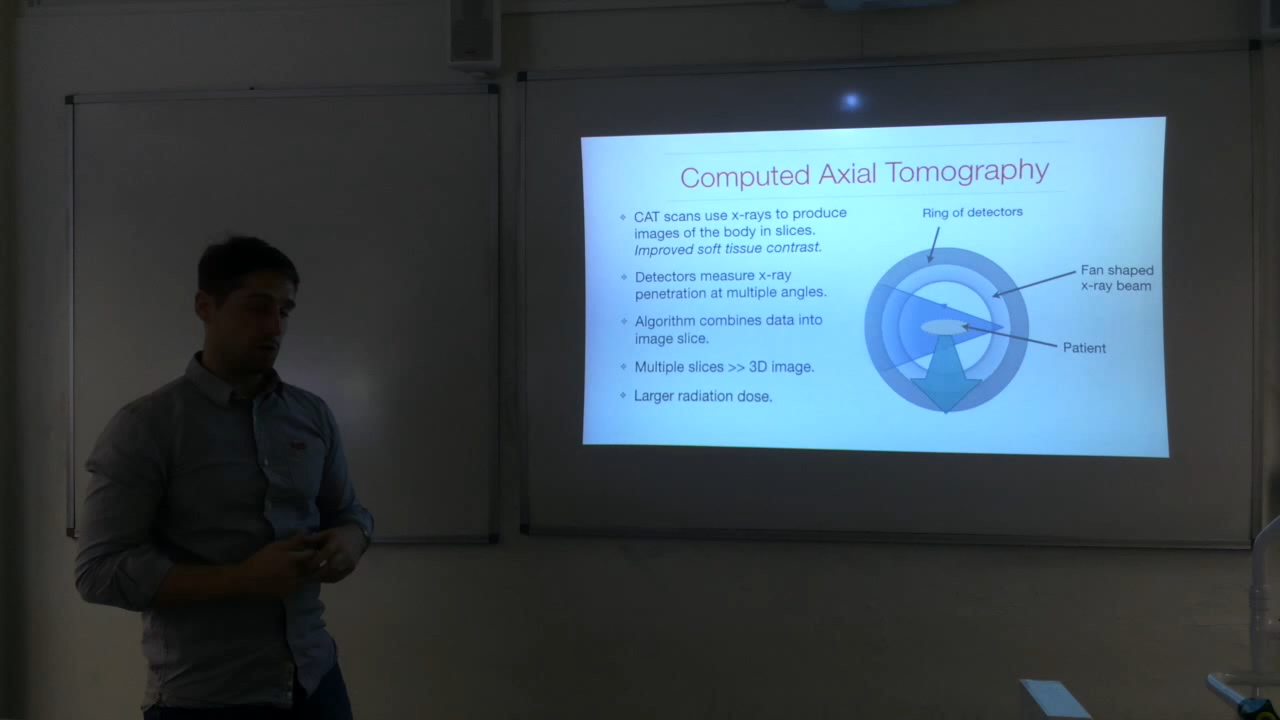 Computed Axial Tomography
CAT scans use x-rays to produce
images of the body in slices.
Improved soft tissue contrast.
Detectors measure x-ray
penetration at multiple angles.
Algorithm combines data into
image slice.
Multiple slices >> 3D image.
Larger radiation dose.
Ring of detectors
Fan shaped
x-ray beam
Patient